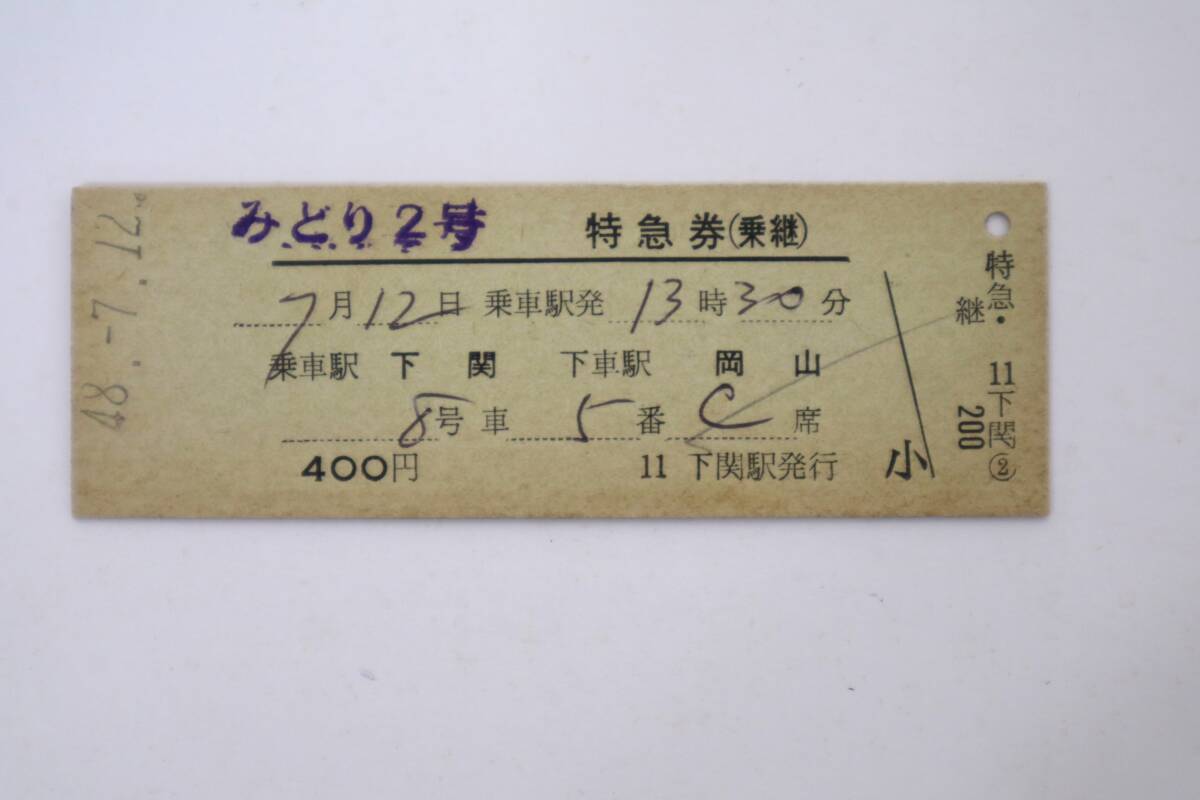 48.-7.12
みどり2号 特急券(乗継)
7月12日 乗車駅発 13時30分
乗車駅 下関 下車駅 岡山
8号車 5番 C席
400円 11 下関駅発行
小
特急・継 11下関②
200